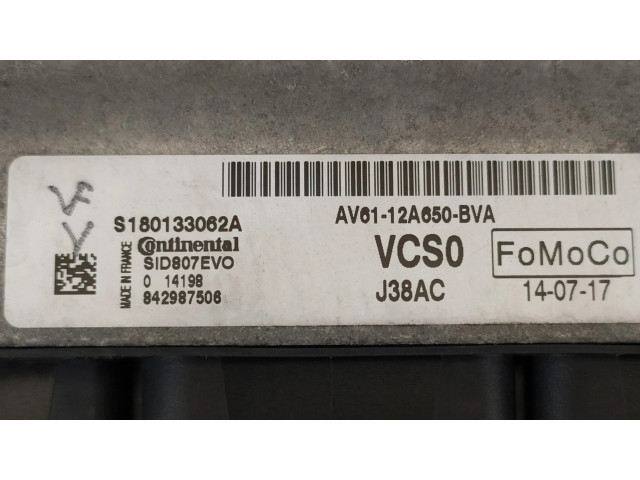 AV61-12A650-BVA
S180133062A
Continental
SID807EVO
0 14198
842987506
MADE IN FRANCE
VCS0
J38AC
FoMoCo
14-07-17